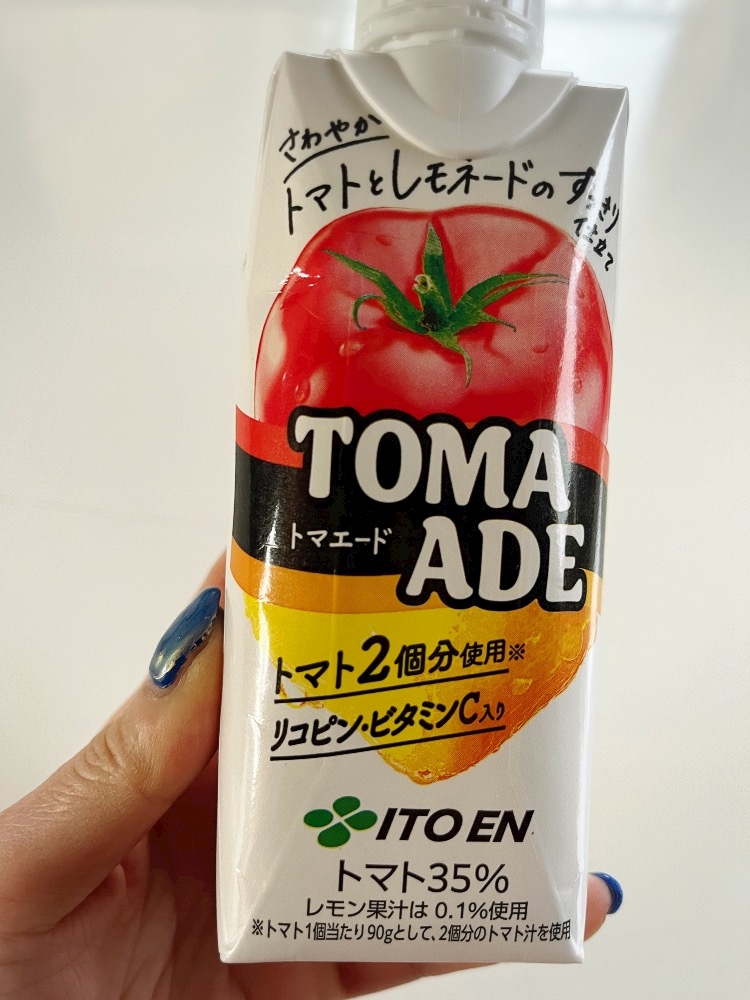 さわやか
トマトとレモネードのすっきり
仕立て
TOMA
トマエード
ADE
トマト2個分使用※
リコピン・ビタミンC入り
ITO EN
トマト35%
レモン果汁は 0.1%使用
※トマト1個当たり90gとして、2個分のトマト汁を使用